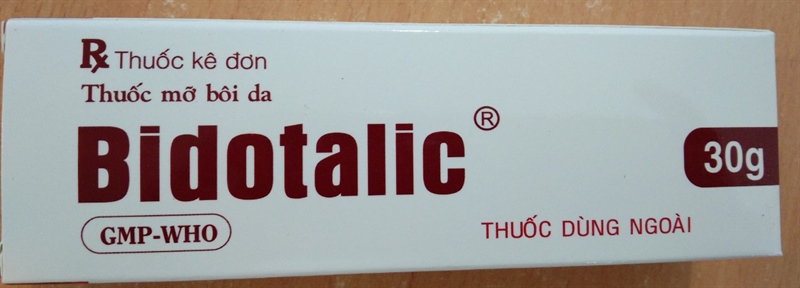 Rx Thuốc kê đơn
Thuốc mỡ bôi da
Bidotalic®
30g
GMP-WHO
THUỐC DÙNG NGOÀI